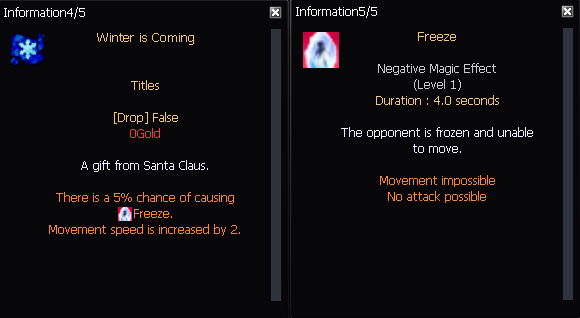 Information4/5
Winter is Coming
Titles
[Drop] False
0Gold
A gift from Santa Claus.
There is a 5% chance of causing
Freeze.
Movement speed is increased by 2.
Information5/5
Freeze
Negative Magic Effect
(Level 1)
Duration : 4.0 seconds
The opponent is frozen and unable
to move.
Movement impossible
No attack possible